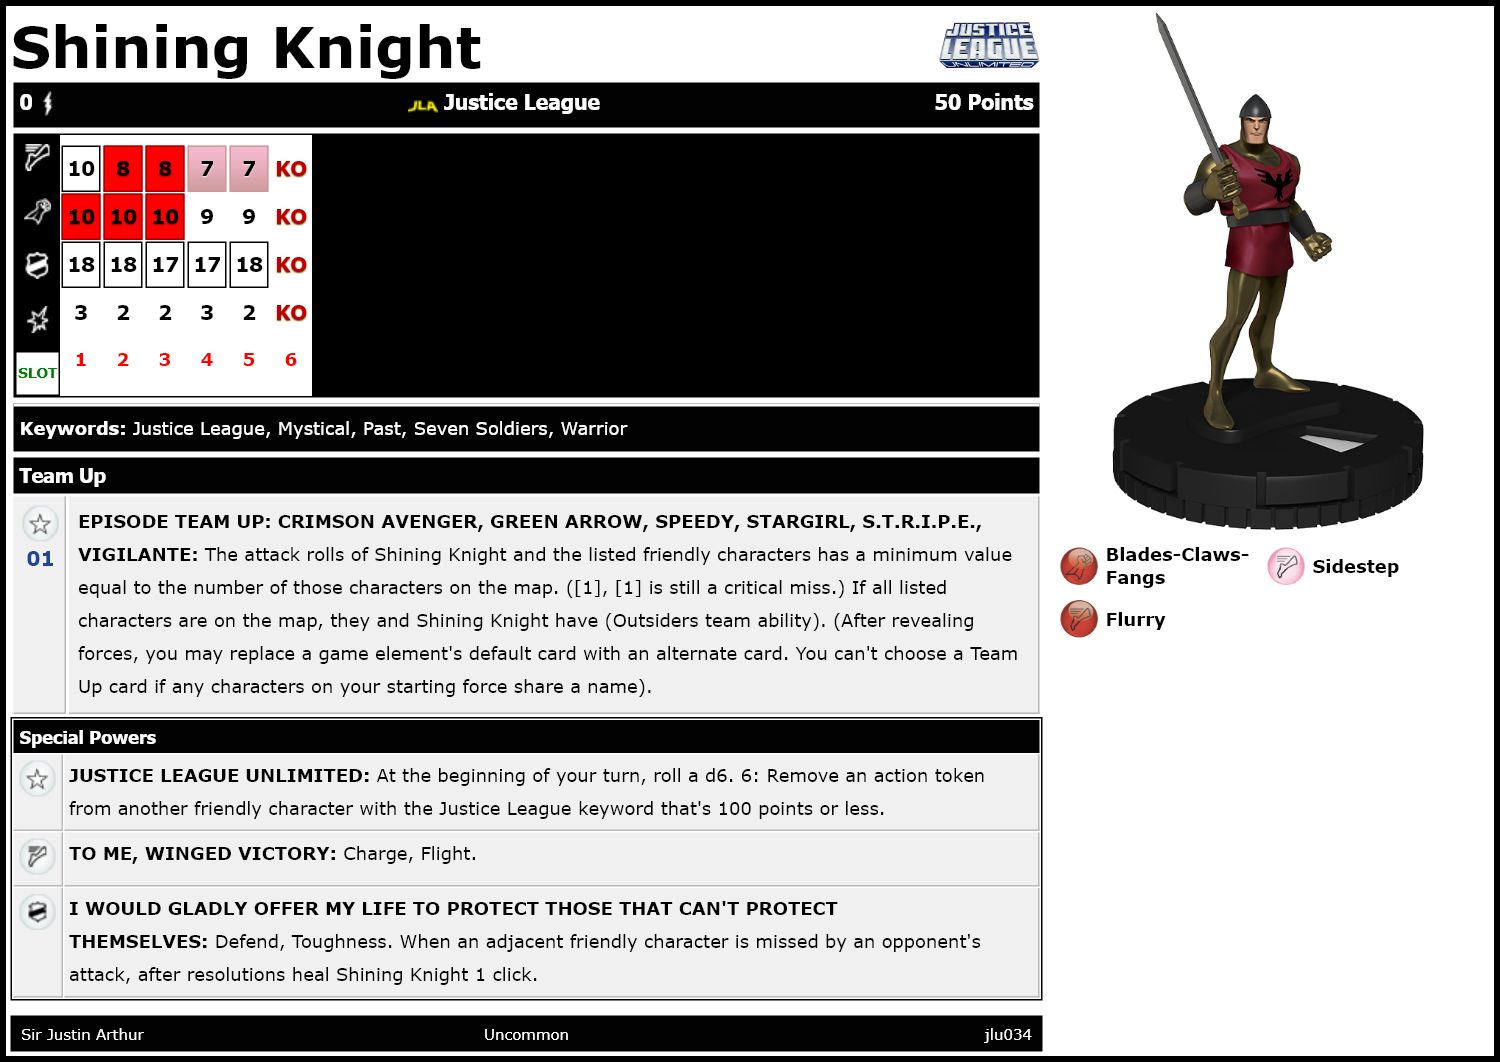 Shining Knight
JUSTICE
LEAGUE
UNLIMITED
0 JLA Justice League 50 Points
10 8 8 7 7 KO
10 10 10 9 9 KO
18 18 17 17 18 KO
3 2 2 3 2 KO
SLOT 1 2 3 4 5 6
Keywords: Justice League, Mystical, Past, Seven Soldiers, Warrior
Team Up
01
EPISODE TEAM UP: CRIMSON AVENGER, GREEN ARROW, SPEEDY, STARGIRL, S.T.R.I.P.E.,
VIGILANTE: The attack rolls of Shining Knight and the listed friendly characters has a minimum value
equal to the number of those characters on the map. ([1], [1] is still a critical miss.) If all listed
characters are on the map, they and Shining Knight have (Outsiders team ability). (After revealing
forces, you may replace a game element's default card with an alternate card. You can't choose a Team
Up card if any characters on your starting force share a name).
Special Powers
JUSTICE LEAGUE UNLIMITED: At the beginning of your turn, roll a d6. 6: Remove an action token
from another friendly character with the Justice League keyword that's 100 points or less.
TO ME, WINGED VICTORY: Charge, Flight.
I WOULD GLADLY OFFER MY LIFE TO PROTECT THOSE THAT CAN'T PROTECT
THEMSELVES: Defend, Toughness. When an adjacent friendly character is missed by an opponent's
attack, after resolutions heal Shining Knight 1 click.
Sir Justin Arthur Uncommon jlu034
Blades-Claws-
Fangs
Sidestep
Flurry